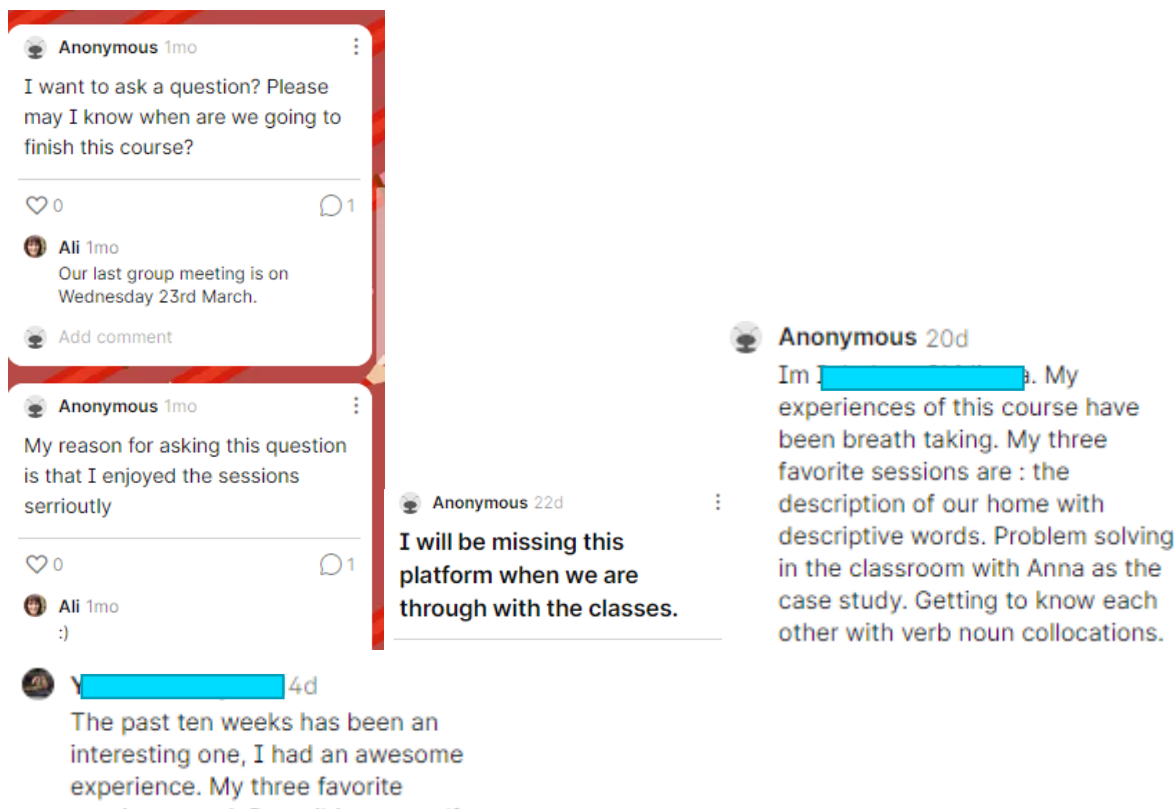 Anonymous 1mo
I want to ask a question? Please
may I know when are we going to
finish this course?
0
1
Ali 1mo
Our last group meeting is on
Wednesday 23rd March.
Add comment
Anonymous 1mo
My reason for asking this question
is that I enjoyed the sessions
serrioutly
0
1
Ali 1mo
:)
Anonymous 22d
I will be missing this
platform when we are
through with the classes.
Anonymous 20d
Im a. My
experiences of this course have
been breath taking. My three
favorite sessions are : the
description of our home with
descriptive words. Problem solving
in the classroom with Anna as the
case study. Getting to know each
other with verb noun collocations.
Y 4d
The past ten weeks has been an
interesting one, I had an awesome
experience. My three favorite